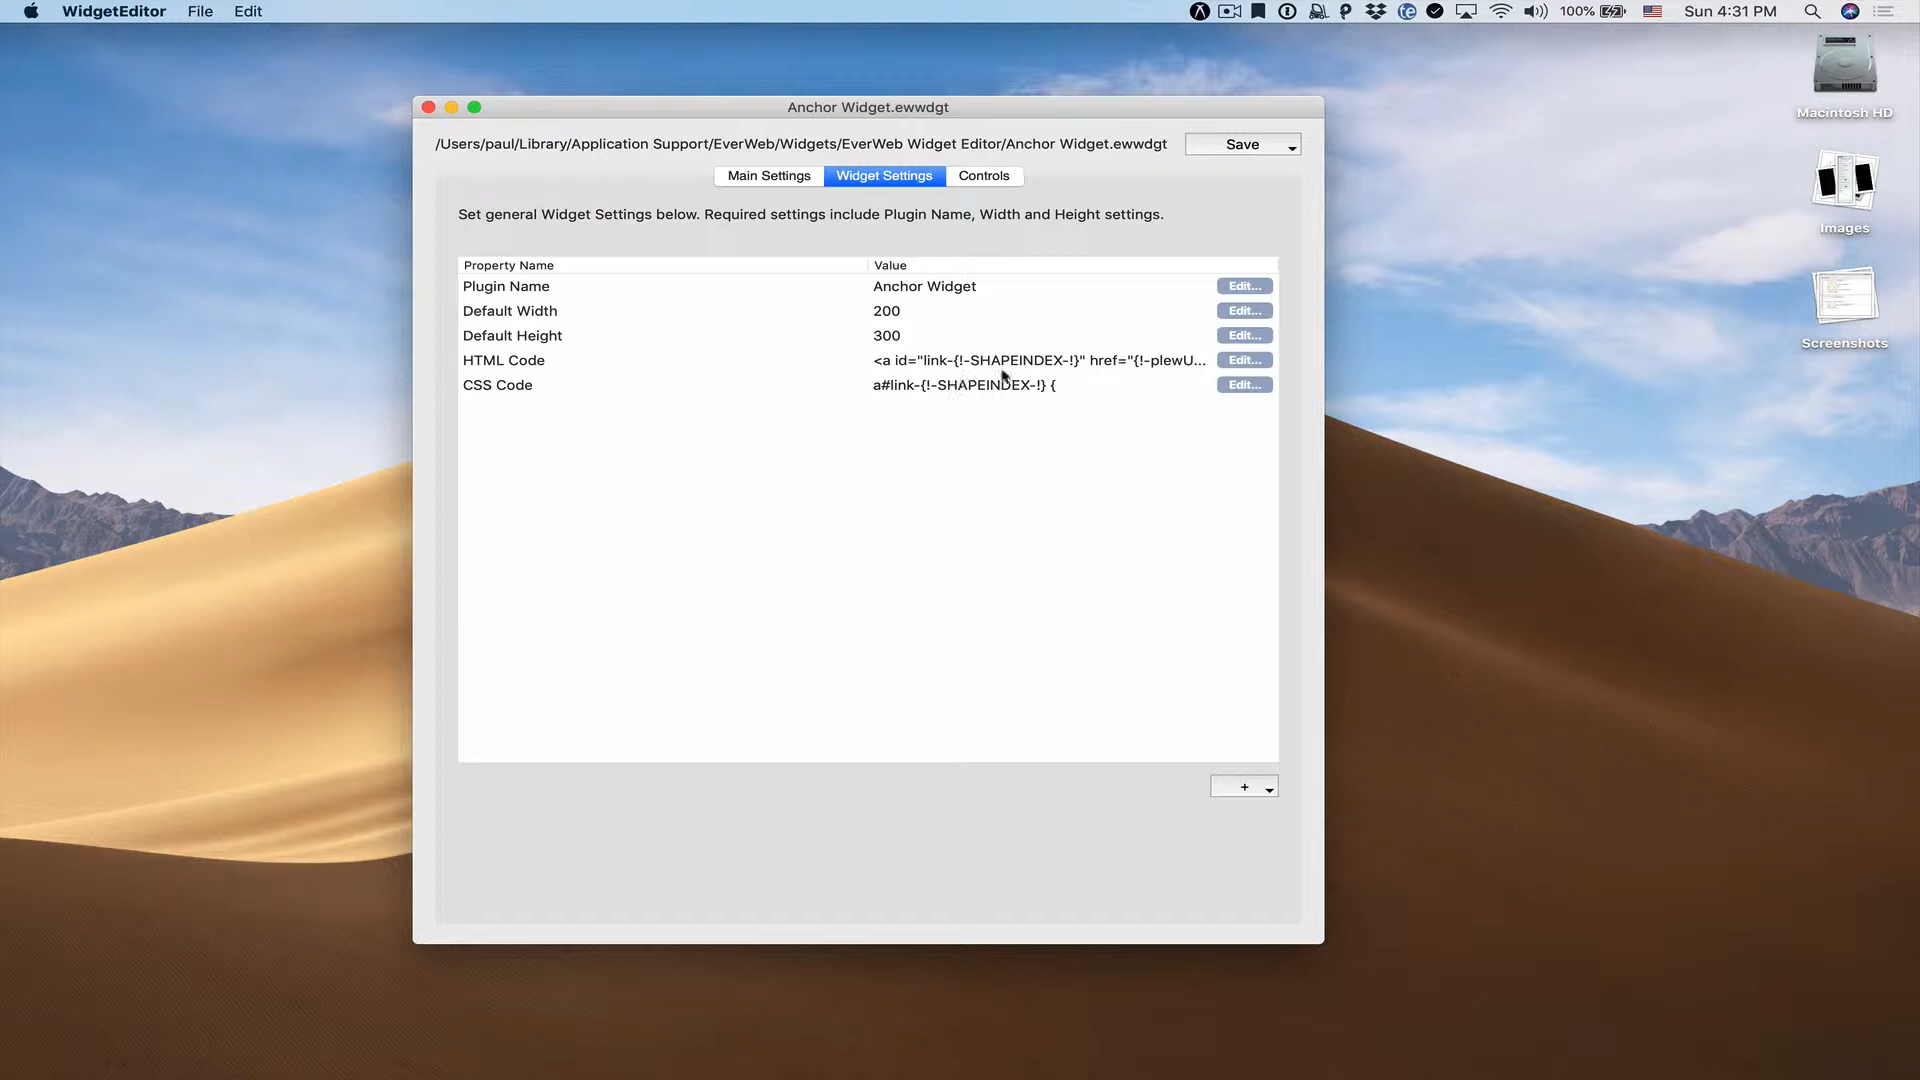 WidgetEditor File Edit 100% Sun 4:31 PM
Macintosh HD
Images
Screenshots
Anchor Widget.ewwdgt
/Users/paul/Library/Application Support/EverWeb/Widgets/EverWeb Widget Editor/Anchor Widget.ewwdgt Save
Main Settings Widget Settings Controls
Set general Widget Settings below. Required settings include Plugin Name, Width and Height settings.
Property Name Value
Plugin Name Anchor Widget Edit...
Default Width 200 Edit...
Default Height 300 Edit...
HTML Code <a id="link-{!-SHAPEINDEX-!}" href="{!-plewU... Edit...
CSS Code a#link-{!-SHAPEINDEX-!} { Edit...
+